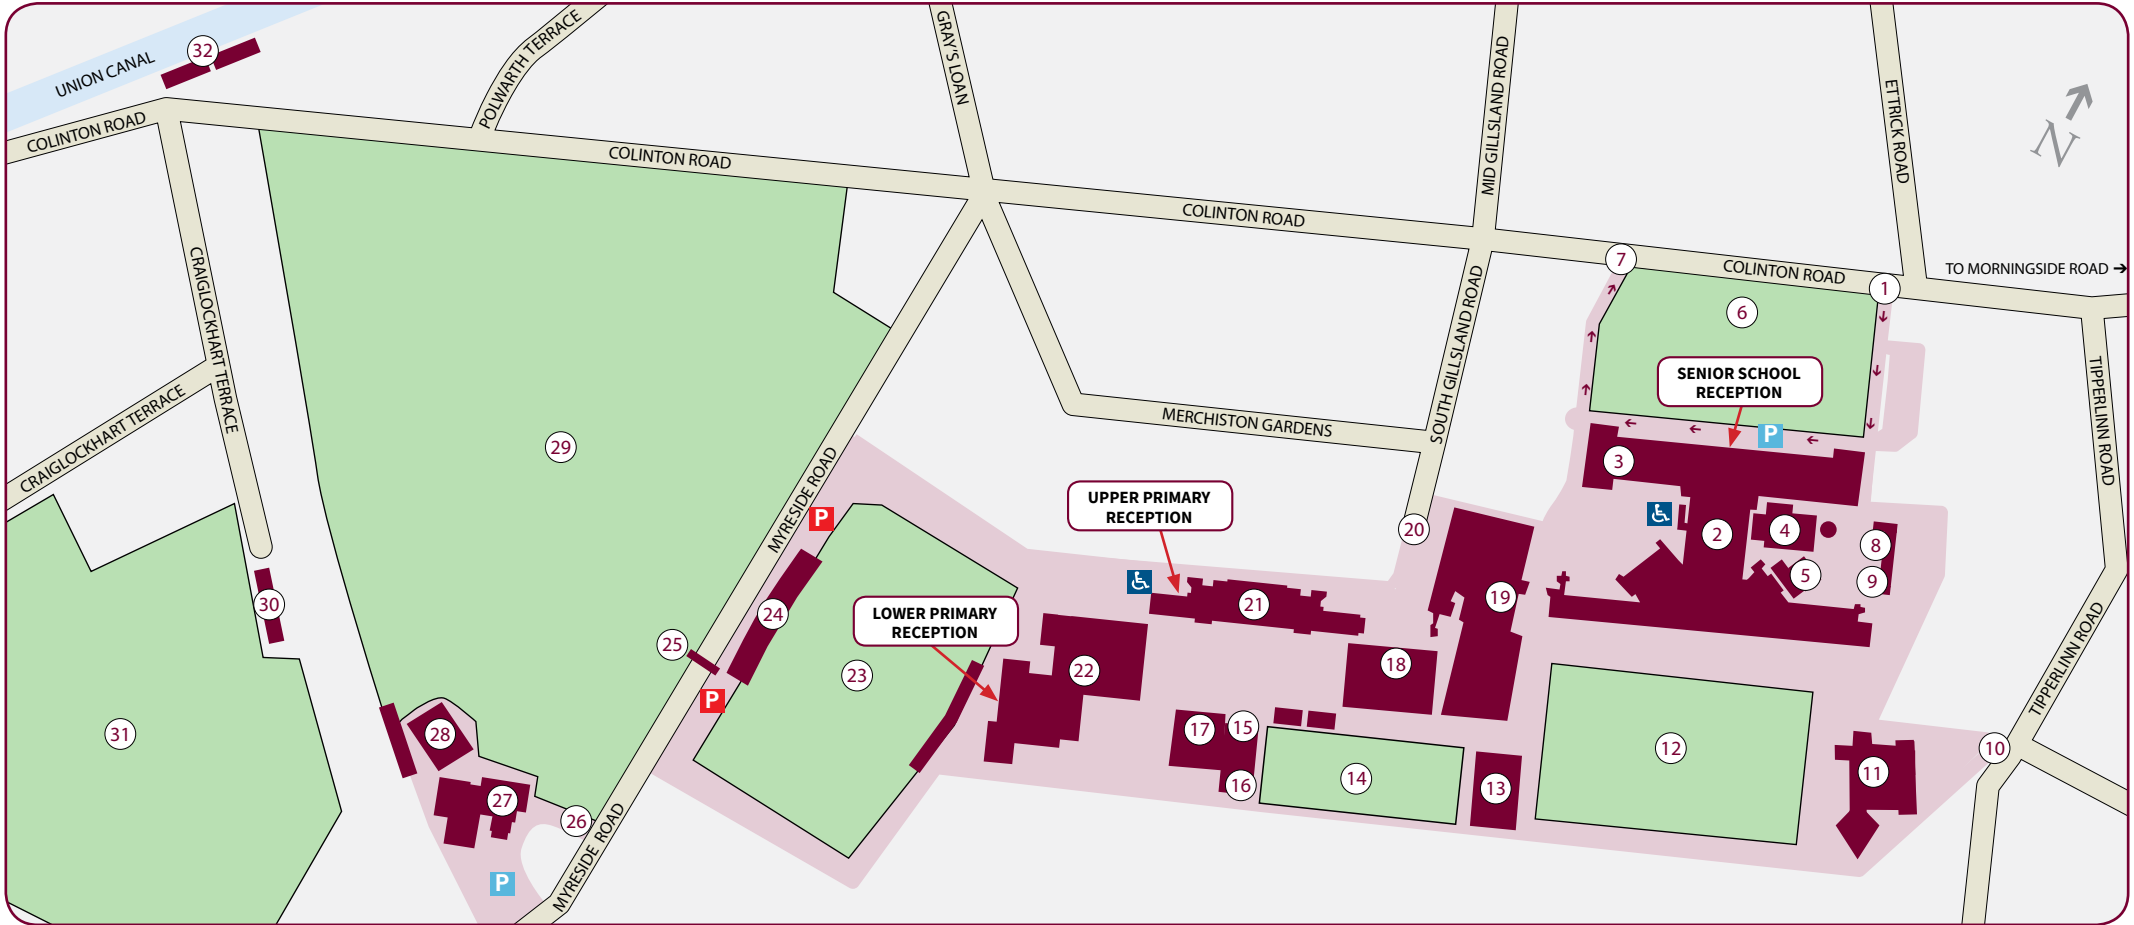 32
UNION CANAL
COLINTON ROAD
POLWARTH TERRACE
GRAY'S LOAN
MID GILLSLAND ROAD
ETTRICK ROAD
N
COLINTON ROAD
COLINTON ROAD
COLINTON ROAD
TO MORNINGSIDE ROAD
7
1
6
CRAIGLOCKHART TERRACE
CRAIGLOCKHART TERRACE
SOUTH GILLSLAND ROAD
TIPPERLINN ROAD
SENIOR SCHOOL
RECEPTION
MERCHISTON GARDENS
P
29
3
MYRESIDE ROAD
UPPER PRIMARY
RECEPTION
P
20
2
4
8
5
9
30
24
LOWER PRIMARY
RECEPTION
21
19
25
23
22
18
TIPPERLINN ROAD
P
31
28
17
15
12
10
27
16
14
13
11
26
MYRESIDE ROAD
P